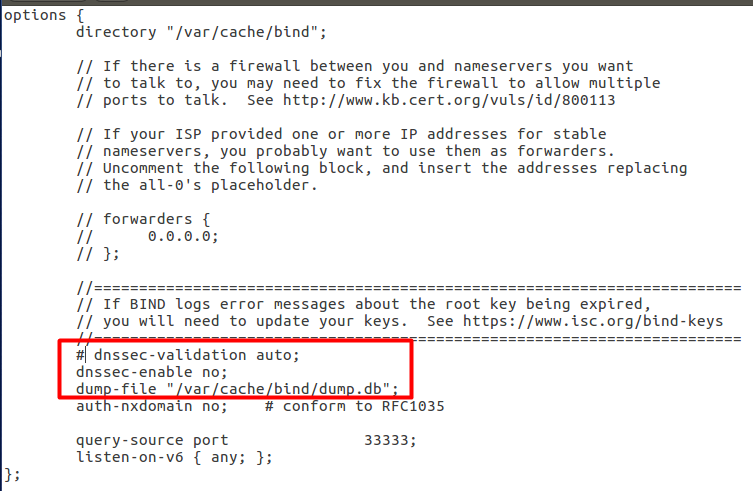 options {
directory "/var/cache/bind";
// If there is a firewall between you and nameservers you want
// to talk to, you may need to fix the firewall to allow multiple
// ports to talk.  See http://www.kb.cert.org/vuls/id/800113
// If your ISP provided one or more IP addresses for stable
// nameservers, you probably want to use them as forwarders.
// Uncomment the following block, and insert the addresses replacing
// the all-0's placeholder.
// forwarders {
//      0.0.0.0;
// };
//========================================================================
// If BIND logs error messages about the root key being expired,
// you will need to update your keys.  See https://www.isc.org/bind-keys
//========================================================================
# dnssec-validation auto;
dnssec-enable no;
dump-file "/var/cache/bind/dump.db";
auth-nxdomain no;    # conform to RFC1035
query-source port               33333;
listen-on-v6 { any; };
};